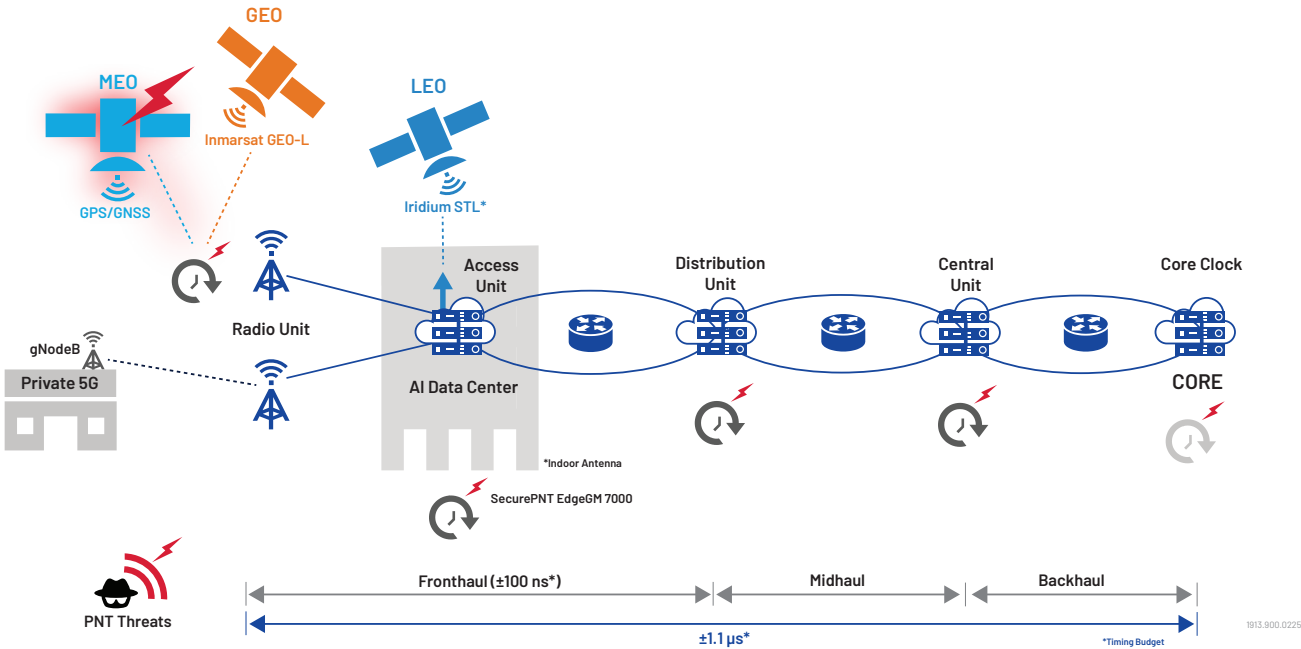 GEO
MEO
Inmarsat GEO-L
GPS/GNSS
LEO
Iridium STL*
Radio Unit
gNodeB
Private 5G
Access
Unit
AI Data Center
*Indoor Antenna
SecurePNT EdgeGM 7000
Distribution
Unit
Central
Unit
Core Clock
CORE
PNT Threats
Fronthaul (±100 ns*)
Midhaul
Backhaul
±1.1 µs*
*Timing Budget
1913.900.0225